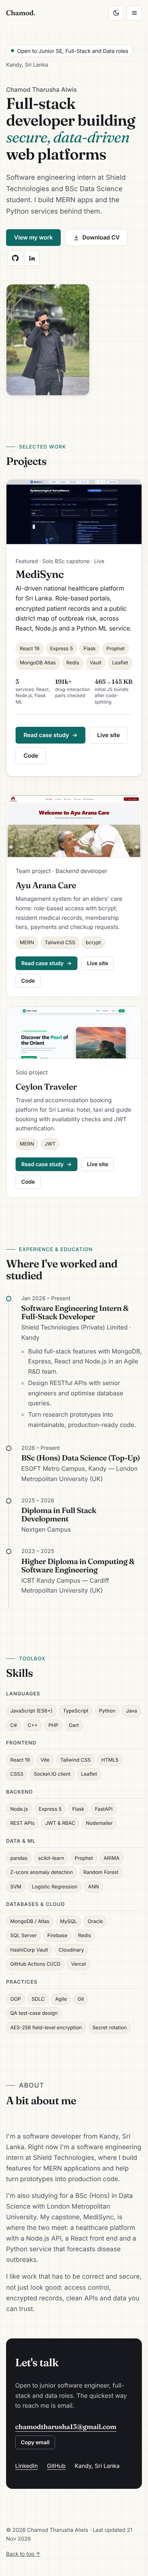 Chamod.
Open to Junior SE, Full-Stack and Data roles
Kandy, Sri Lanka
Chamod Tharusha Alwis
Full-stack
developer building
secure, data-driven
web platforms
Software engineering intern at Shield
Technologies and BSc Data Science
student. I build MERN apps and the
Python services behind them.
View my work
Download CV
SELECTED WORK
Projects
Featured · Solo BSc capstone · Live
MediSync
AI-driven national healthcare platform
for Sri Lanka. Role-based portals,
encrypted patient records and a public
district map of outbreak risk, across
React, Node.js and a Python ML service.
React 19 Express 5 Flask Prophet
MongoDB Atlas Redis Vault Leaflet
3
services: React, Node.js, Flask ML
191k+
drug-interaction pairs checked
465→145 KB
initial JS bundle after code-splitting
Read case study →
Live site
Code
Welcome to Ayu Arana Care
Team project · Backend developer
Ayu Arana Care
Management system for an elders' care
home: role-based access with bcrypt,
resident medical records, membership
tiers, payments and checkup requests.
MERN Tailwind CSS bcrypt
Read case study →
Live site
Code
Discover the Pearl of
the Orient
Solo project
Ceylon Traveler
Travel and accommodation booking
platform for Sri Lanka: hotel, taxi and guide
booking with availability checks and JWT
authentication.
MERN JWT
Read case study →
Live site
Code
EXPERIENCE & EDUCATION
Where I've worked and
studied
Jan 2026 – Present
Software Engineering Intern &
Full-Stack Developer
Shield Technologies (Private) Limited ·
Kandy
Build full-stack features with MongoDB,
Express, React and Node.js in an Agile
R&D team.
Design RESTful APIs with senior
engineers and optimise database
queries.
Turn research prototypes into
maintainable, production-ready code.
2026 – Present
BSc (Hons) Data Science (Top-Up)
ESOFT Metro Campus, Kandy — London
Metropolitan University (UK)
2025 – 2026
Diploma in Full Stack
Development
Nextgen Campus
2023 – 2025
Higher Diploma in Computing &
Software Engineering
ICBT Kandy Campus — Cardiff
Metropolitan University (UK)
TOOLBOX
Skills
LANGUAGES
JavaScript (ES6+) TypeScript Python Java
C# C++ PHP Dart
FRONTEND
React 19 Vite Tailwind CSS HTML5
CSS3 Socket.IO client Leaflet
BACKEND
Node.js Express 5 Flask FastAPI
REST APIs JWT & RBAC Nodemailer
DATA & ML
pandas scikit-learn Prophet ARIMA
Z-score anomaly detection Random Forest
SVM Logistic Regression ANN
DATABASES & CLOUD
MongoDB / Atlas MySQL Oracle
SQL Server Firebase Redis
HashiCorp Vault Cloudinary
GitHub Actions CI/CD Vercel
PRACTICES
OOP SDLC Agile Git
QA test-case design
AES-256 field-level encryption Secret rotation
ABOUT
A bit about me
I'm a software developer from Kandy, Sri
Lanka. Right now I'm a software engineering
intern at Shield Technologies, where I build
features for MERN applications and help
turn prototypes into production code.
I'm also studying for a BSc (Hons) in Data
Science with London Metropolitan
University. My capstone, MediSync, is
where the two meet: a healthcare platform
with a Node.js API, a React front end and a
Python service that forecasts disease
outbreaks.
I like work that has to be correct and secure,
not just look good: access control,
encrypted records, clean APIs and data you
can trust.
Let's talk
Open to junior software engineer, full-
stack and data roles. The quickest way
to reach me is email.
chamodtharusha13@gmail.com
Copy email
LinkedIn GitHub Kandy, Sri Lanka
© 2026 Chamod Tharusha Alwis · Last updated 21
Nov 2026
Back to top ↑